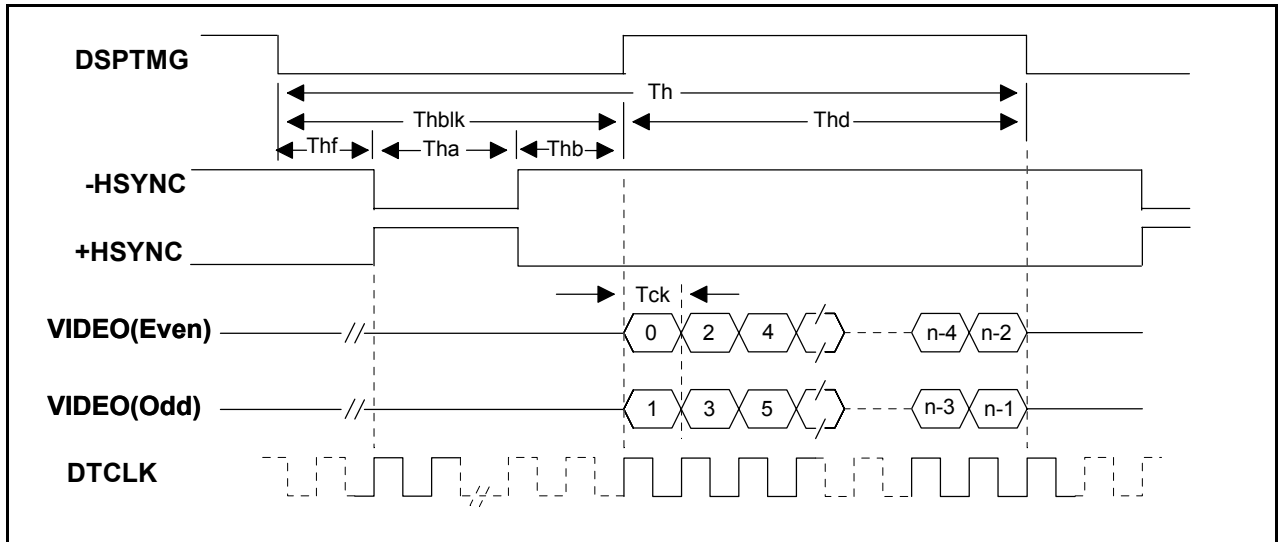 DSPTMG
Th
Thblk
Thd
Thf
Tha
Thb
-HSYNC
+HSYNC
Tck
VIDEO(Even)
0 2 4 n-4 n-2
VIDEO(Odd)
1 3 5 n-3 n-1
DTCLK